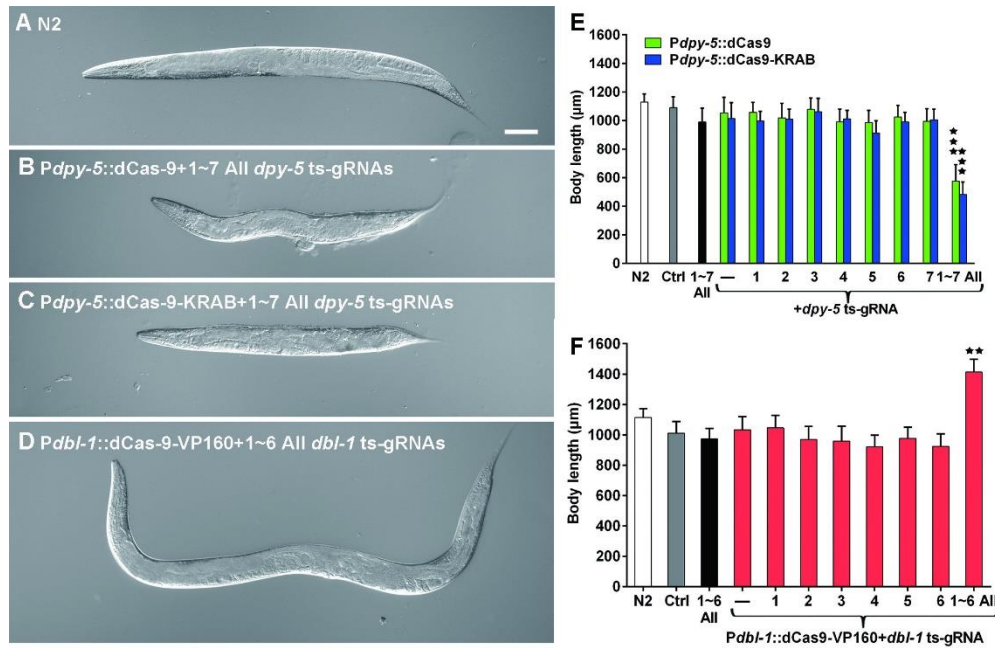 A N2
B Pdpy-5::dCas-9+1~7 All dpy-5 ts-gRNAs
C Pdpy-5::dCas-9-KRAB+1~7 All dpy-5 ts-gRNAs
D Pdbl-1::dCas-9-VP160+1~6 All dbl-1 ts-gRNAs
E
Pdpy-5::dCas9
Pdpy-5::dCas9-KRAB
Body length (µm)
1600
1400
1200
1000
800
600
400
200
0
★★★
★★★
N2 Ctrl 1~7 All — 1 2 3 4 5 6 7 1~7 All
+dpy-5 ts-gRNA
F
Body length (µm)
1600
1400
1200
1000
800
600
400
200
0
★★
N2 Ctrl 1~6 All — 1 2 3 4 5 6 1~6 All
Pdbl-1::dCas9-VP160+dbl-1 ts-gRNA